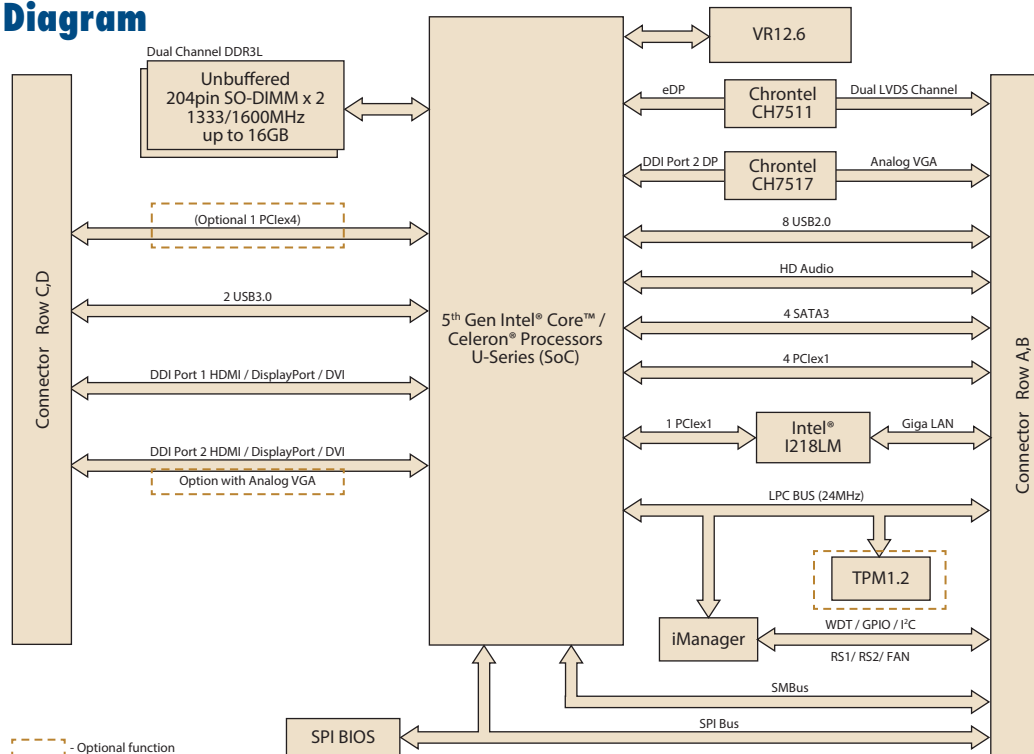 Diagram
Dual Channel DDR3L
Unbuffered
204pin SO-DIMM x 2
1333/1600MHz
up to 16GB
(Optional 1 PCIex4)
2 USB3.0
DDI Port 1 HDMI / DisplayPort / DVI
DDI Port 2 HDMI / DisplayPort / DVI
Option with Analog VGA
Connector Row C,D
5th Gen Intel® Core™ /
Celeron® Processors
U-Series (SoC)
VR12.6
eDP
Chrontel
CH7511
Dual LVDS Channel
DDI Port 2 DP
Chrontel
CH7517
Analog VGA
8 USB2.0
HD Audio
4 SATA3
4 PCIex1
1 PCIex1
Intel®
I218LM
Giga LAN
LPC BUS (24MHz)
TPM1.2
iManager
WDT / GPIO / I²C
RS1/ RS2/ FAN
SMBus
SPI Bus
SPI BIOS
Connector Row A,B
- Optional function